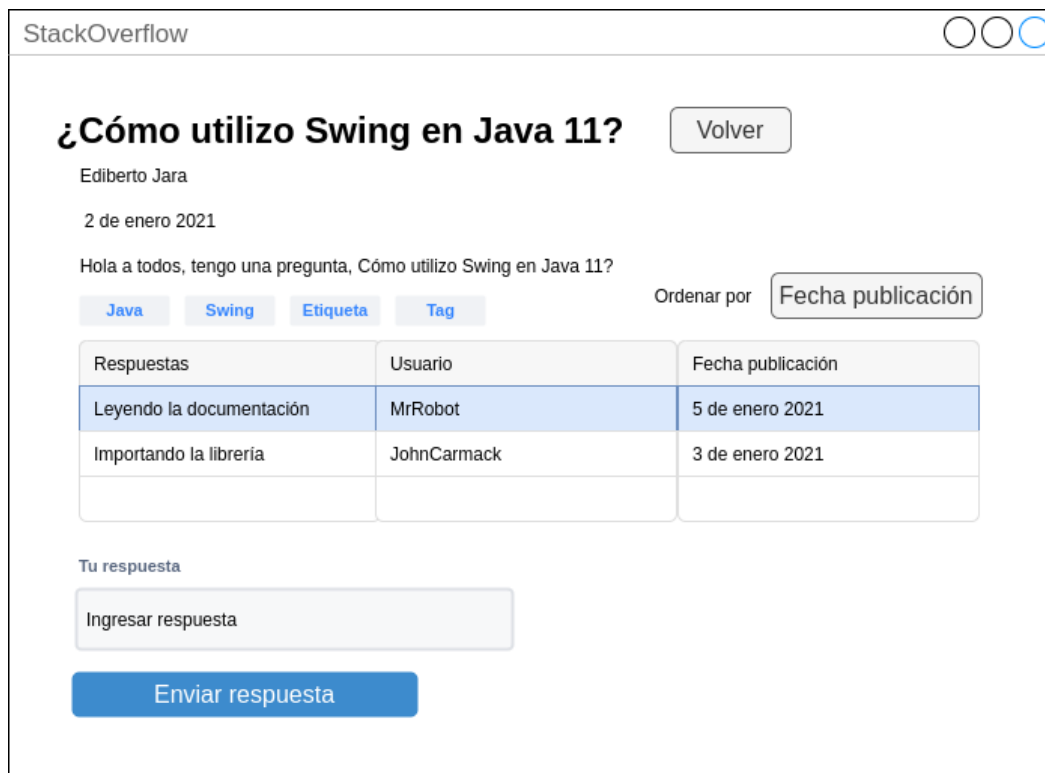 StackOverflow
¿Cómo utilizo Swing en Java 11?
Volver
Ediberto Jara
2 de enero 2021
Hola a todos, tengo una pregunta, Cómo utilizo Swing en Java 11?
Ordenar por
Fecha publicación
Java Swing Etiqueta Tag
Respuestas Usuario Fecha publicación
Leyendo la documentación MrRobot 5 de enero 2021
Importando la librería JohnCarmack 3 de enero 2021
Tu respuesta
Ingresar respuesta
Enviar respuesta